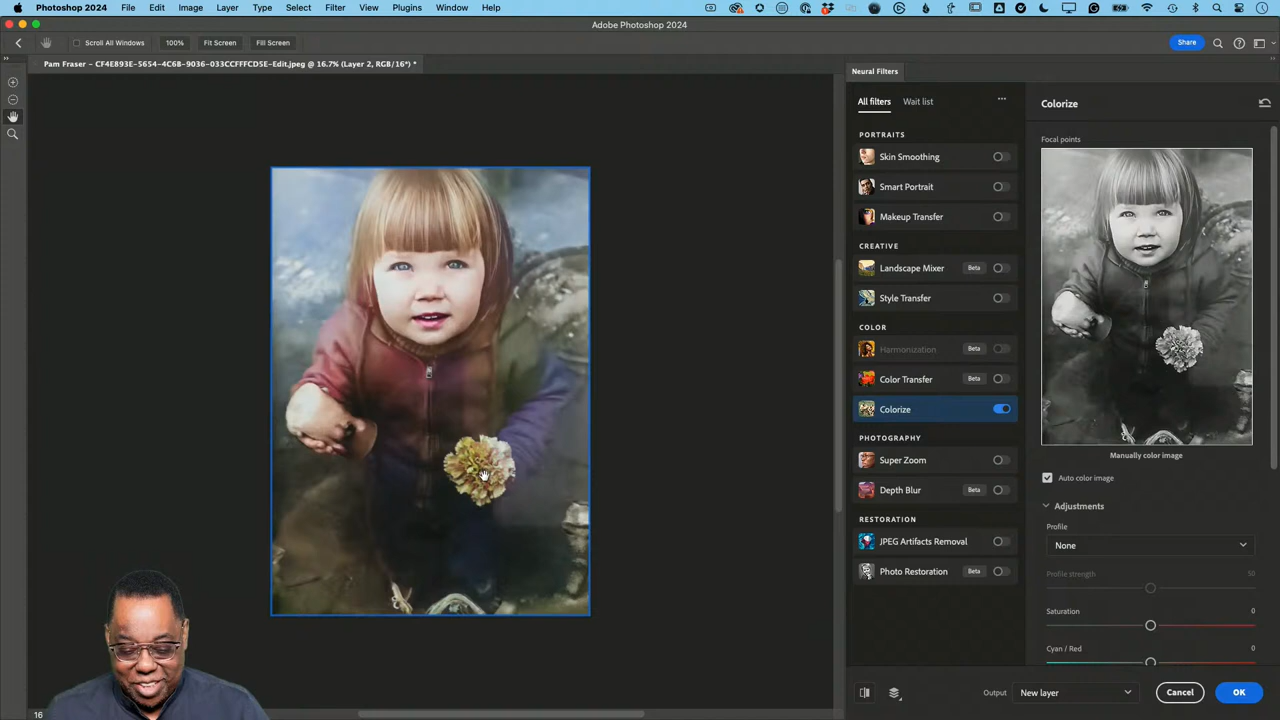 Photoshop 2024 File Edit Image Layer Type Select Filter View Plugins Window Help
Adobe Photoshop 2024
Scroll All Windows 100% Fit Screen Fill Screen Share
Pam Fraser – CF4E893E-5654-4C6B-9036-033CCFFFCD5E-Edit.jpeg @ 16.7% (Layer 2, RGB/16*) *
Neural Filters
All filters Wait list
PORTRAITS
Skin Smoothing
Smart Portrait
Makeup Transfer
CREATIVE
Landscape Mixer Beta
Style Transfer
COLOR
Harmonization Beta
Color Transfer Beta
Colorize
PHOTOGRAPHY
Super Zoom
Depth Blur Beta
RESTORATION
JPEG Artifacts Removal
Photo Restoration Beta
Colorize
Focal points
Manually color image
Auto color image
Adjustments
Profile
None
Profile strength 50
Saturation 0
Cyan / Red 0
Output New layer Cancel OK
16